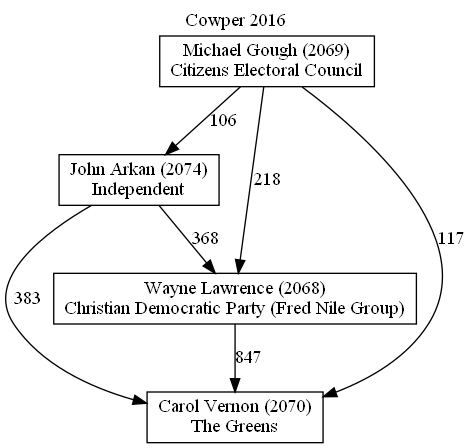 Cowper 2016
Michael Gough (2069)
Citizens Electoral Council
106
John Arkan (2074)
Independent
218
117
368
383
Wayne Lawrence (2068)
Christian Democratic Party (Fred Nile Group)
847
Carol Vernon (2070)
The Greens